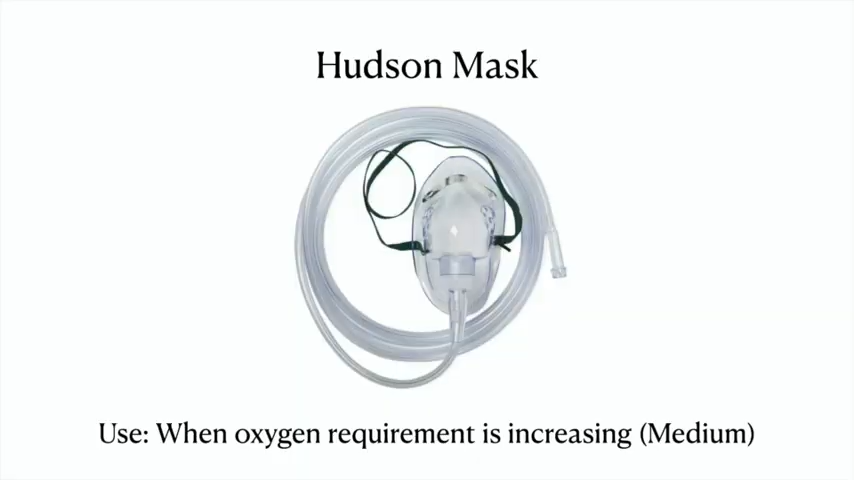 Hudson Mask
Use: When oxygen requirement is increasing (Medium)